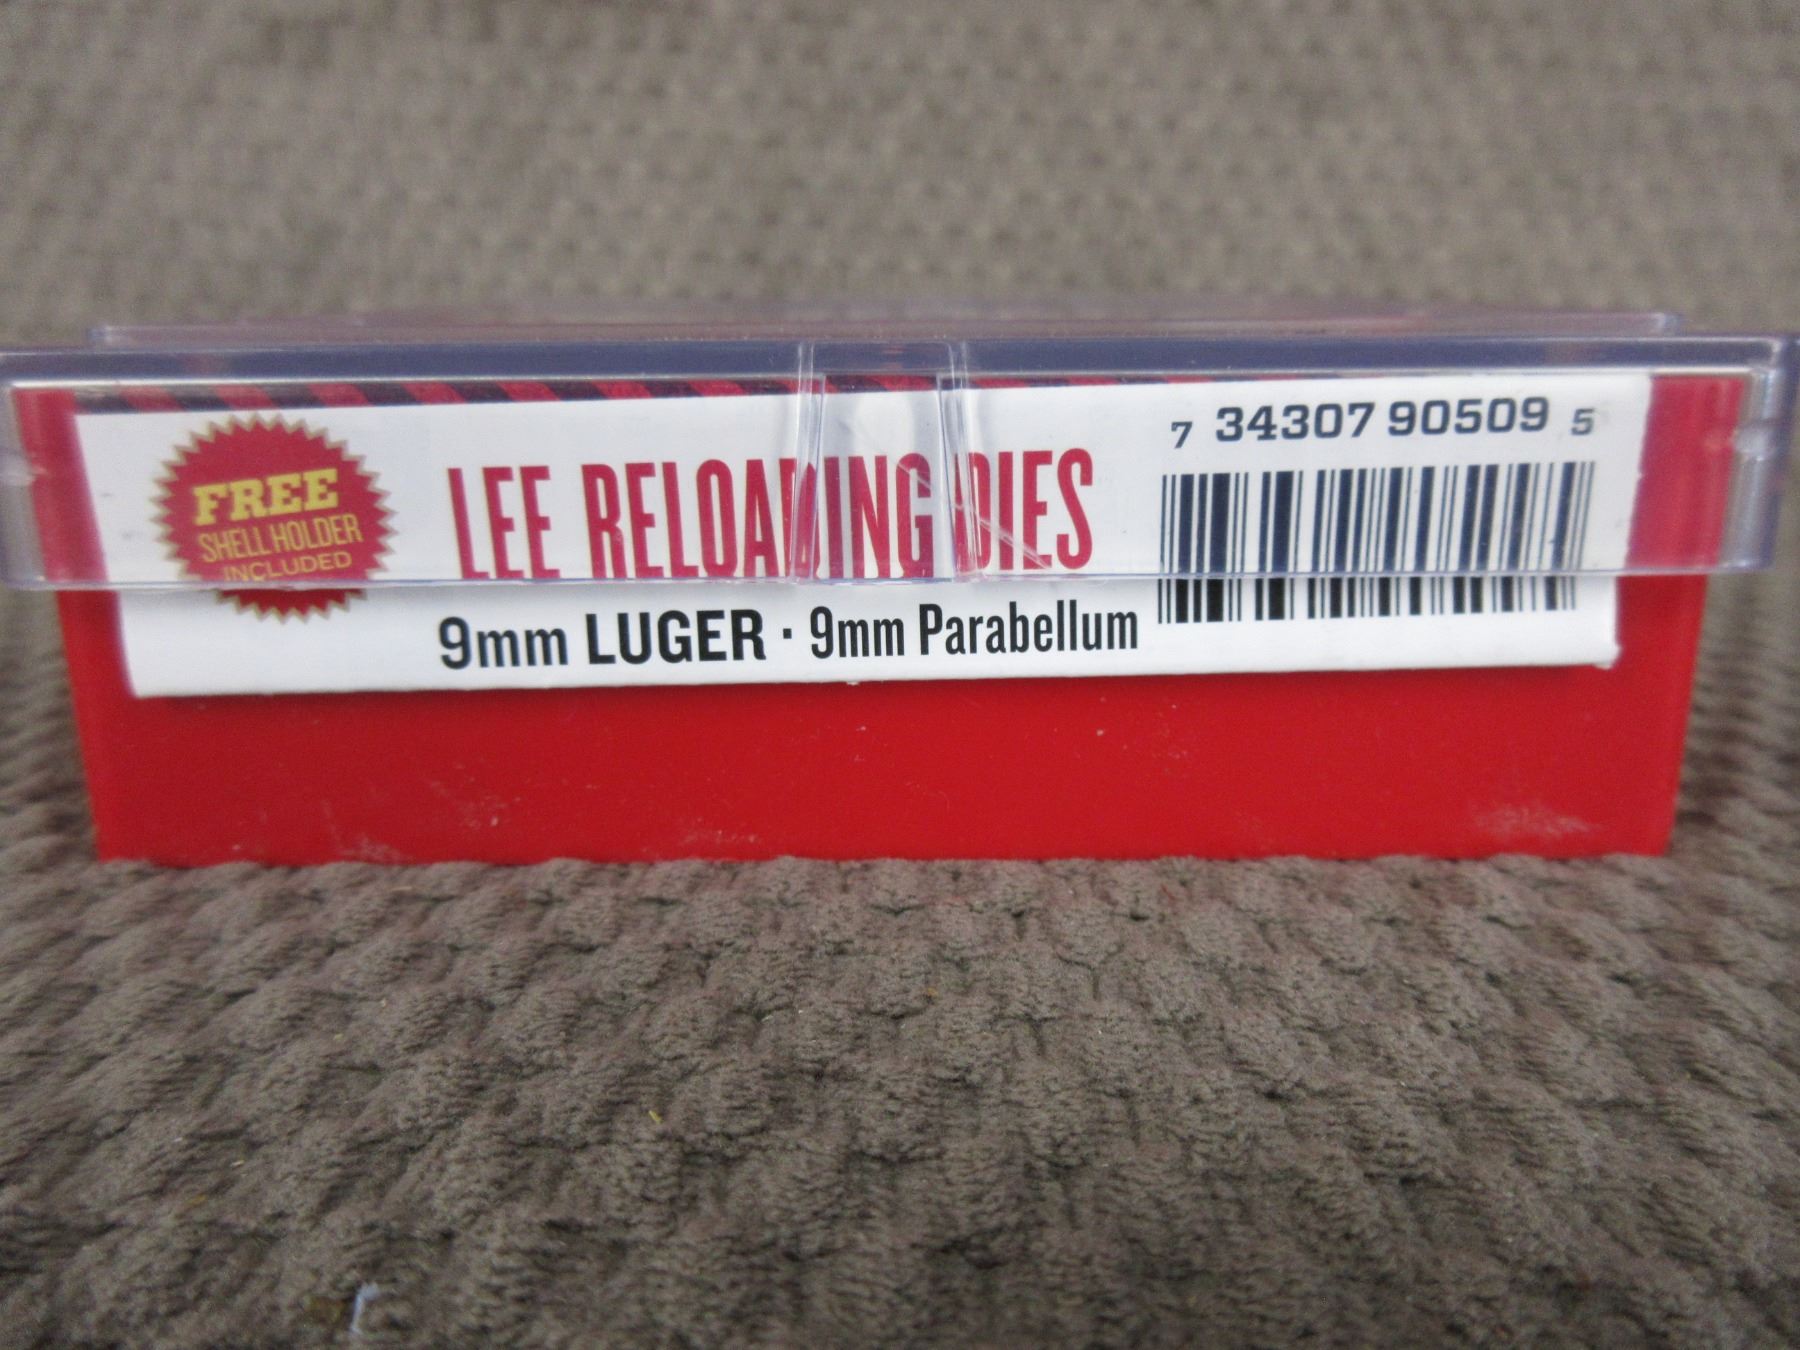 FREE
SHELL HOLDER
INCLUDED
LEE RELOADING DIES
9mm LUGER · 9mm Parabellum
7 34307 90509 5